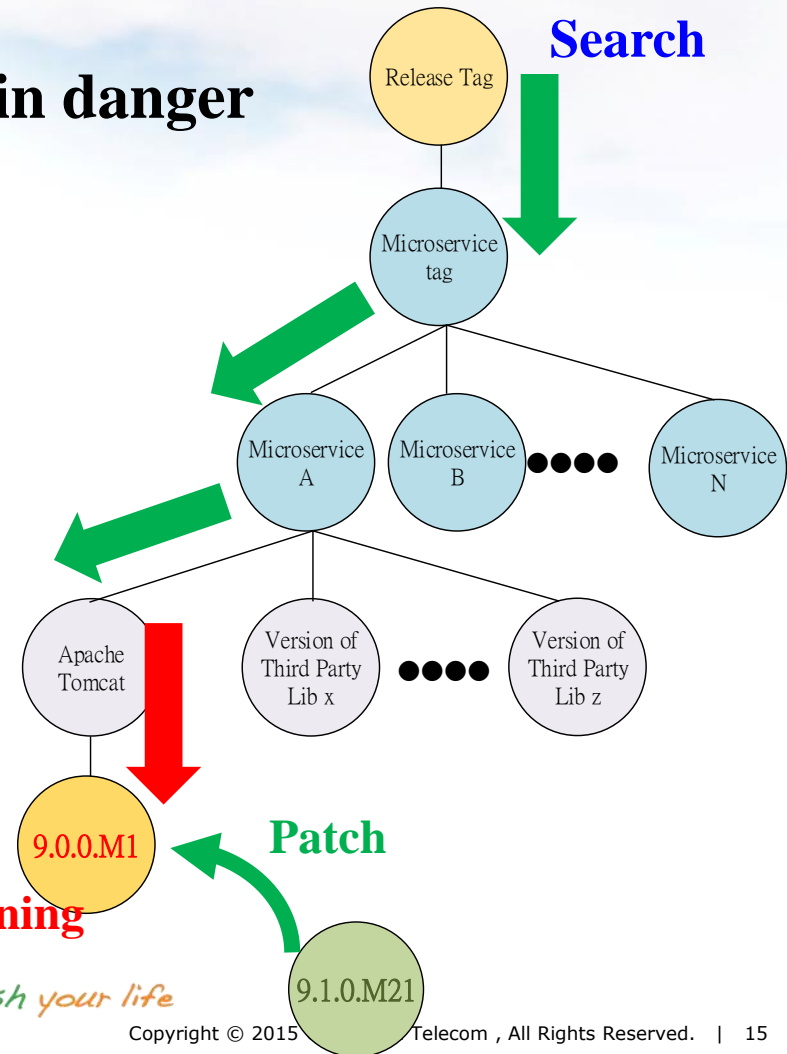 Search
in danger
Release Tag
Microservice
tag
Microservice
A
Microservice
B
Microservice
N
Apache
Tomcat
Version of
Third Party
Lib x
Version of
Third Party
Lib z
9.0.0.M1
Patch
ning
9.1.0.M21
sh your life
Copyright © 2015 Telecom , All Rights Reserved. | 15